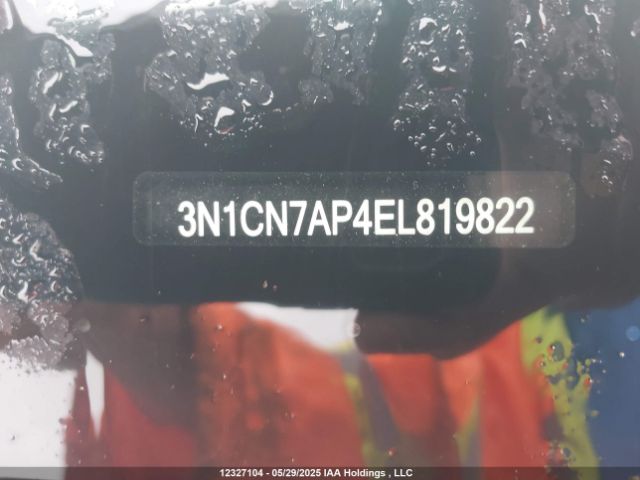 3N1CN7AP4EL819822
12327104 - 05/29/2025 IAA Holdings , LLC